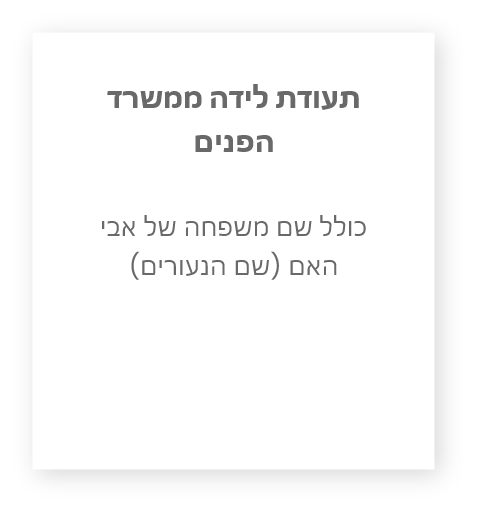 תעודת לידה ממשרד
הפנים
כולל שם משפחה של אבי
האם (שם הנעורים)